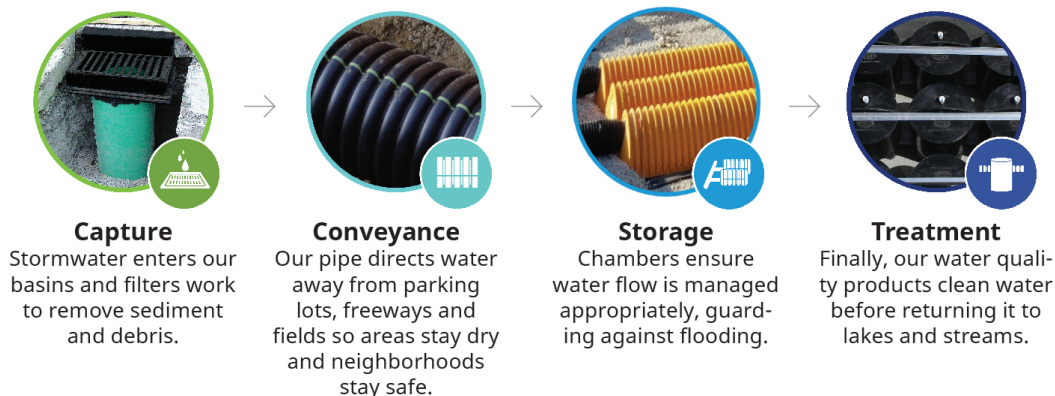 Capture
Stormwater enters our
basins and filters work
to remove sediment
and debris.
Conveyance
Our pipe directs water
away from parking
lots, freeways and
fields so areas stay dry
and neighborhoods
stay safe.
Storage
Chambers ensure
water flow is managed
appropriately, guard-
ing against flooding.
Treatment
Finally, our water quali-
ty products clean water
before returning it to
lakes and streams.